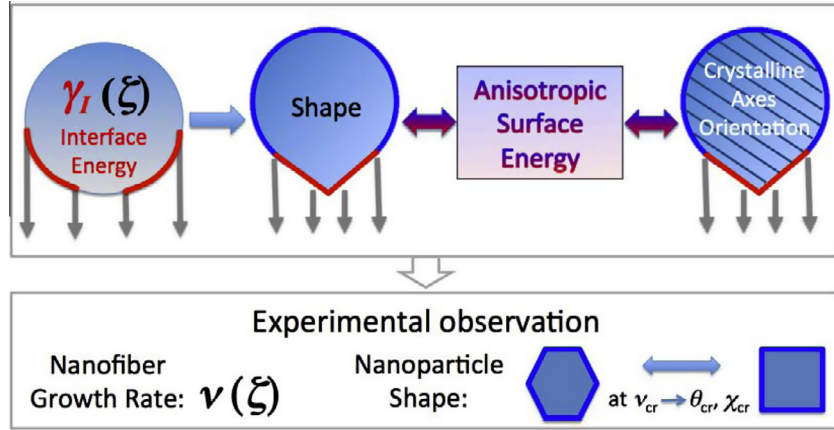 γI (ζ)
Interface
Energy
Shape
Anisotropic
Surface
Energy
Crystalline
Axes
Orientation
Experimental observation
Nanofiber
Growth Rate: ν(ζ)
Nanoparticle
Shape:
at νcr→θcr, χcr